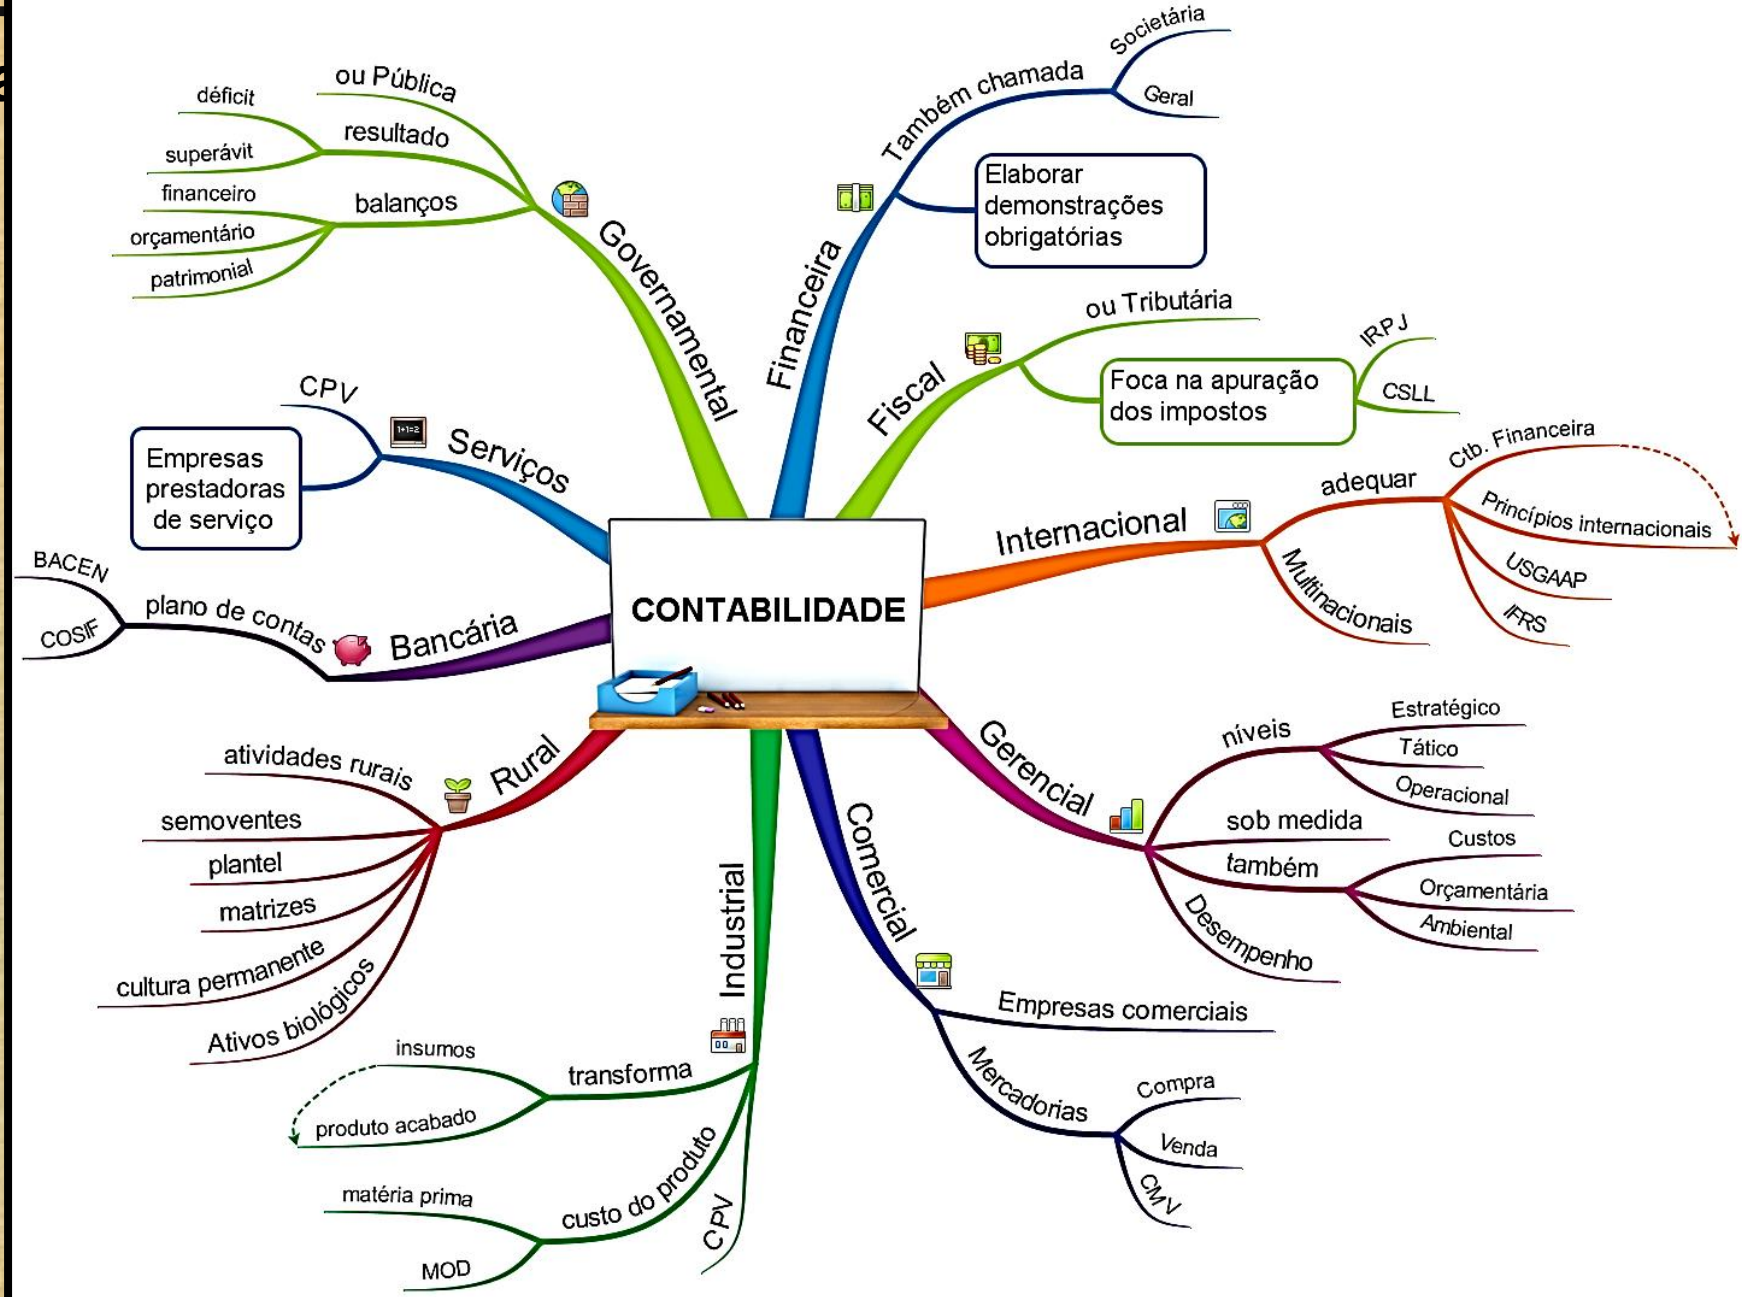 CONTABILIDADE
Financeira
Também chamada
Societária
Geral
Elaborar
demonstrações
obrigatórias
Fiscal
ou Tributária
Foca na apuração
dos impostos
IRPJ
CSLL
Internacional
adequar
Ctb. Financeira
Princípios internacionais
USGAAP
IFRS
Multinacionais
Gerencial
níveis
Estratégico
Tático
Operacional
sob medida
também
Custos
Orçamentária
Ambiental
Desempenho
Comercial
Empresas comerciais
Mercadorias
Compra
Venda
CMV
Industrial
transforma
insumos
produto acabado
custo do produto
matéria prima
MOD
CPV
Rural
atividades rurais
semoventes
plantel
matrizes
cultura permanente
Ativos biológicos
Bancária
plano de contas
BACEN
COSIF
Serviços
1+1=2
CPV
Empresas
prestadoras
de serviço
Governamental
ou Pública
resultado
déficit
superávit
balanços
financeiro
orçamentário
patrimonial